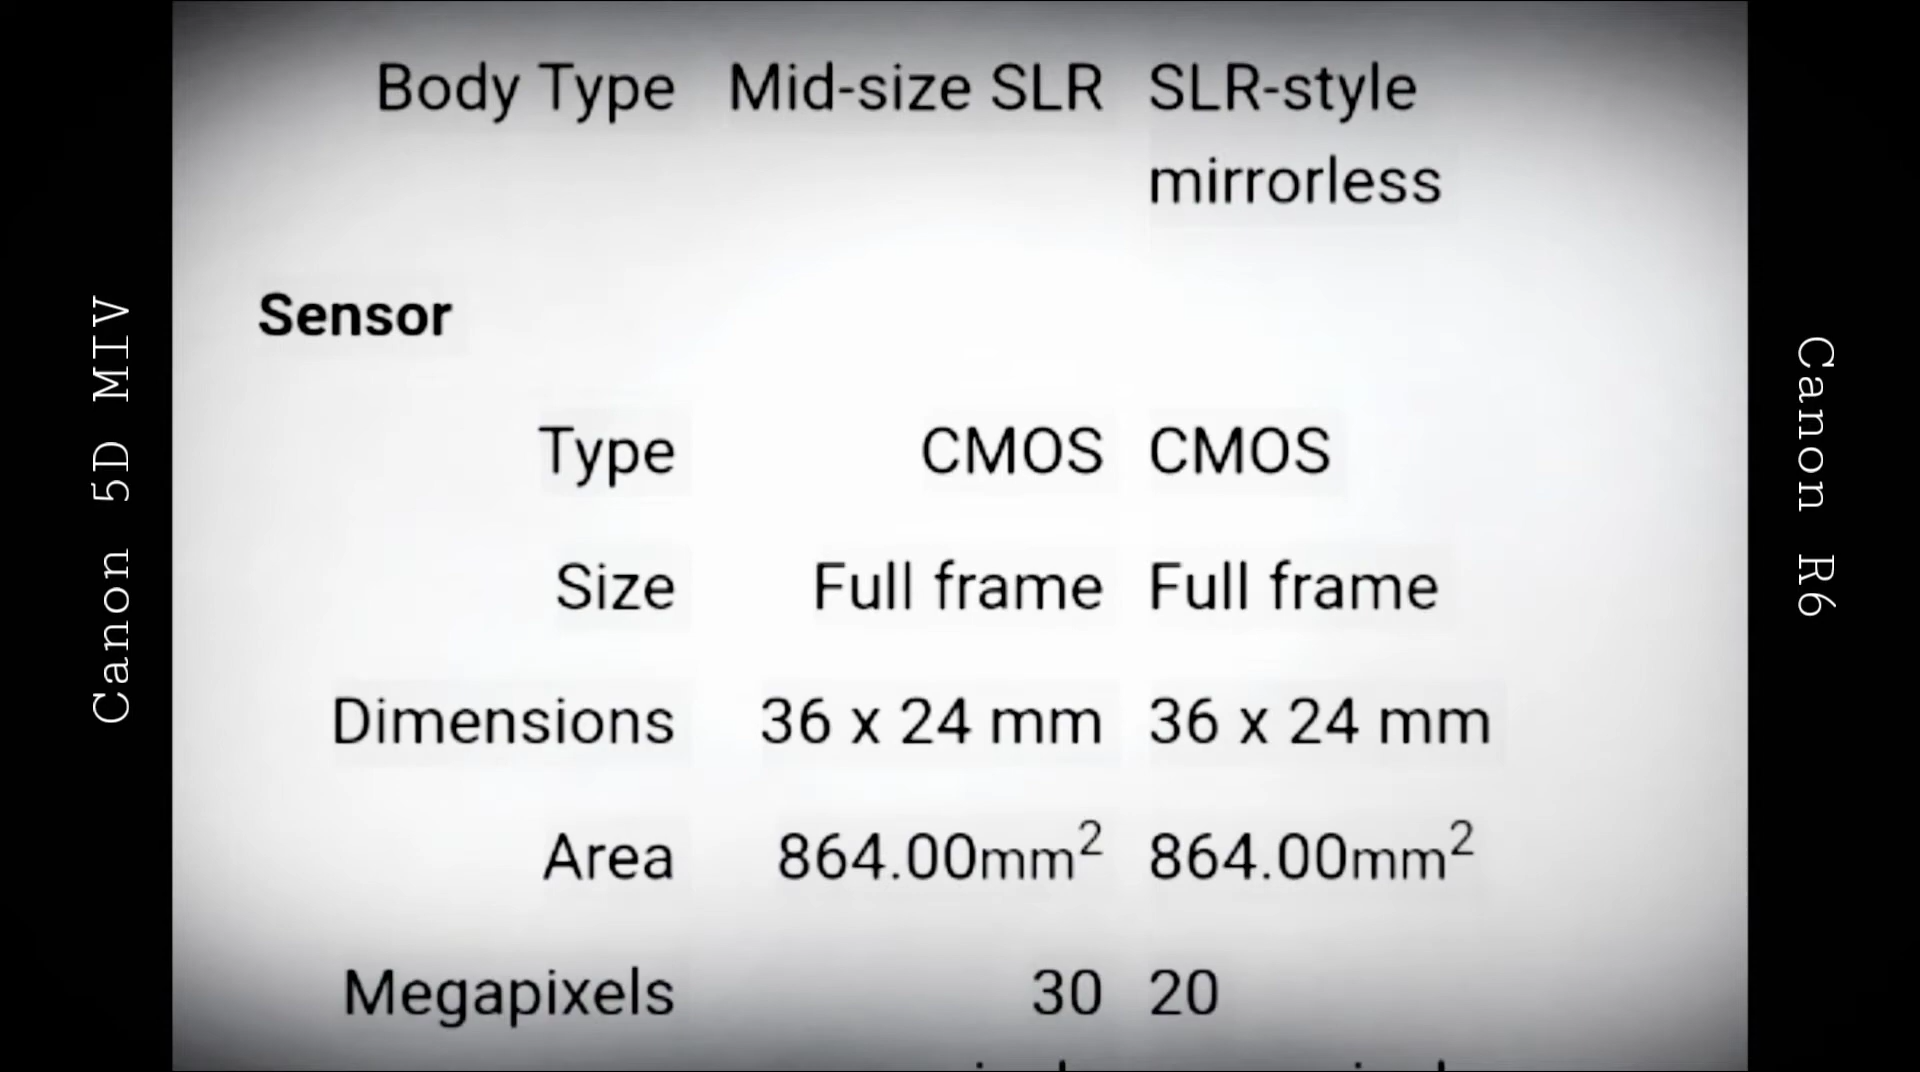 Body Type Mid-size SLR SLR-style
mirrorless
Sensor
Type CMOS CMOS
Size Full frame Full frame
Dimensions 36 x 24 mm 36 x 24 mm
Area 864.00mm² 864.00mm²
Megapixels 30 20
Canon 5D MIV
Canon R6